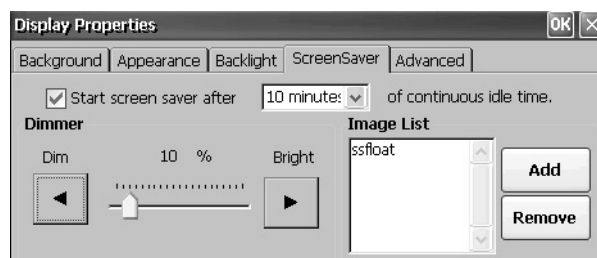 Display Properties OK
Background Appearance Backlight ScreenSaver Advanced
Start screen saver after 10 minutes of continuous idle time.
Dimmer Image List
Dim 10 % Bright ssfloat
Add
Remove